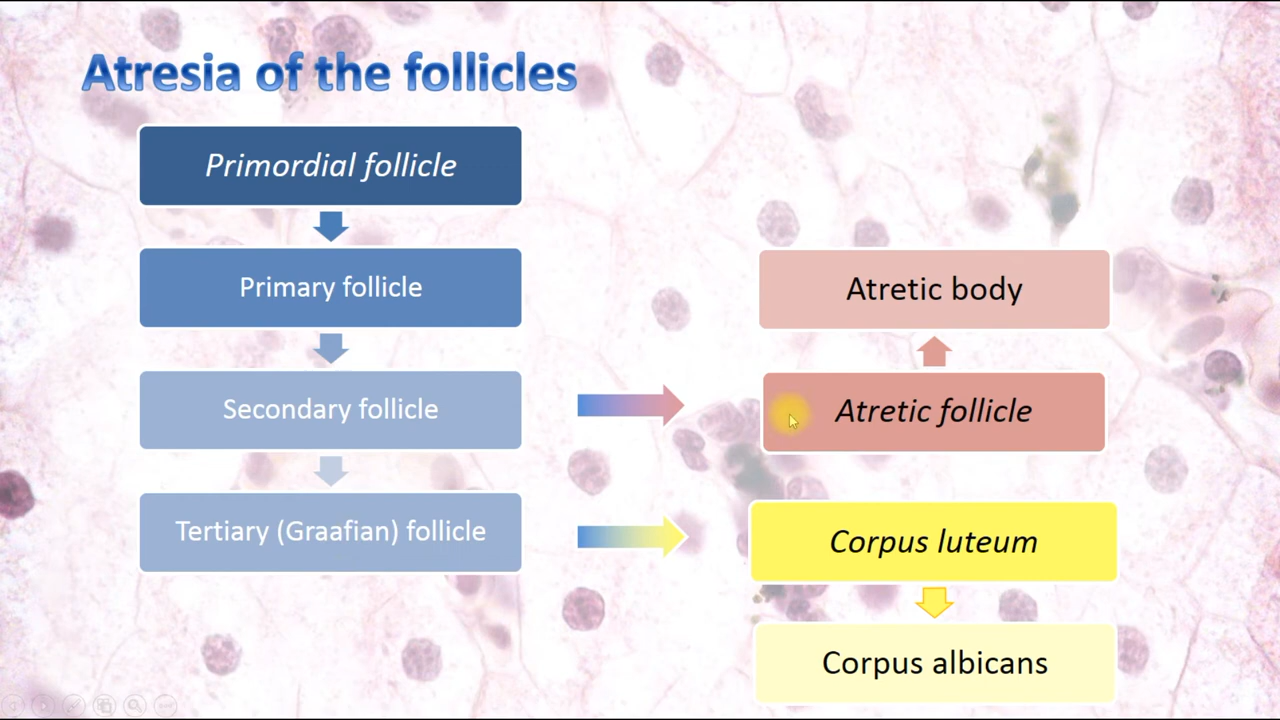 Atresia of the follicles
Primordial follicle
Primary follicle
Secondary follicle
Tertiary (Graafian) follicle
Atretic body
Atretic follicle
Corpus luteum
Corpus albicans